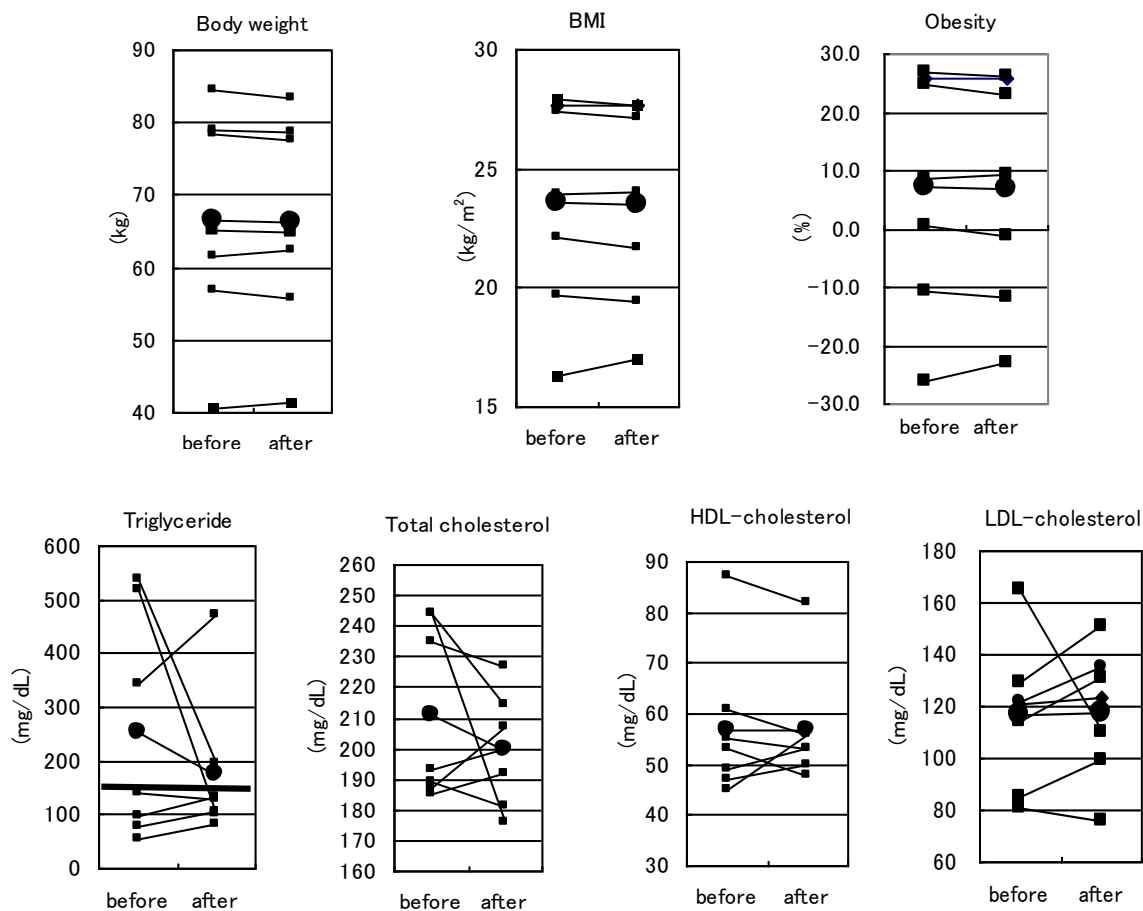 Body weight
90
80
70
60
50
40
(kg)
before after
BMI
30
25
20
15
(kg/m²)
before after
Obesity
30.0
20.0
10.0
0.0
−10.0
−20.0
−30.0
(%)
before after
Triglyceride
600
500
400
300
200
100
0
(mg/dL)
before after
Total cholesterol
260
250
240
230
220
210
200
190
180
170
160
(mg/dL)
before after
HDL−cholesterol
90
80
70
60
50
40
30
(mg/dL)
before after
LDL−cholesterol
180
160
140
120
100
80
60
(mg/dL)
before after